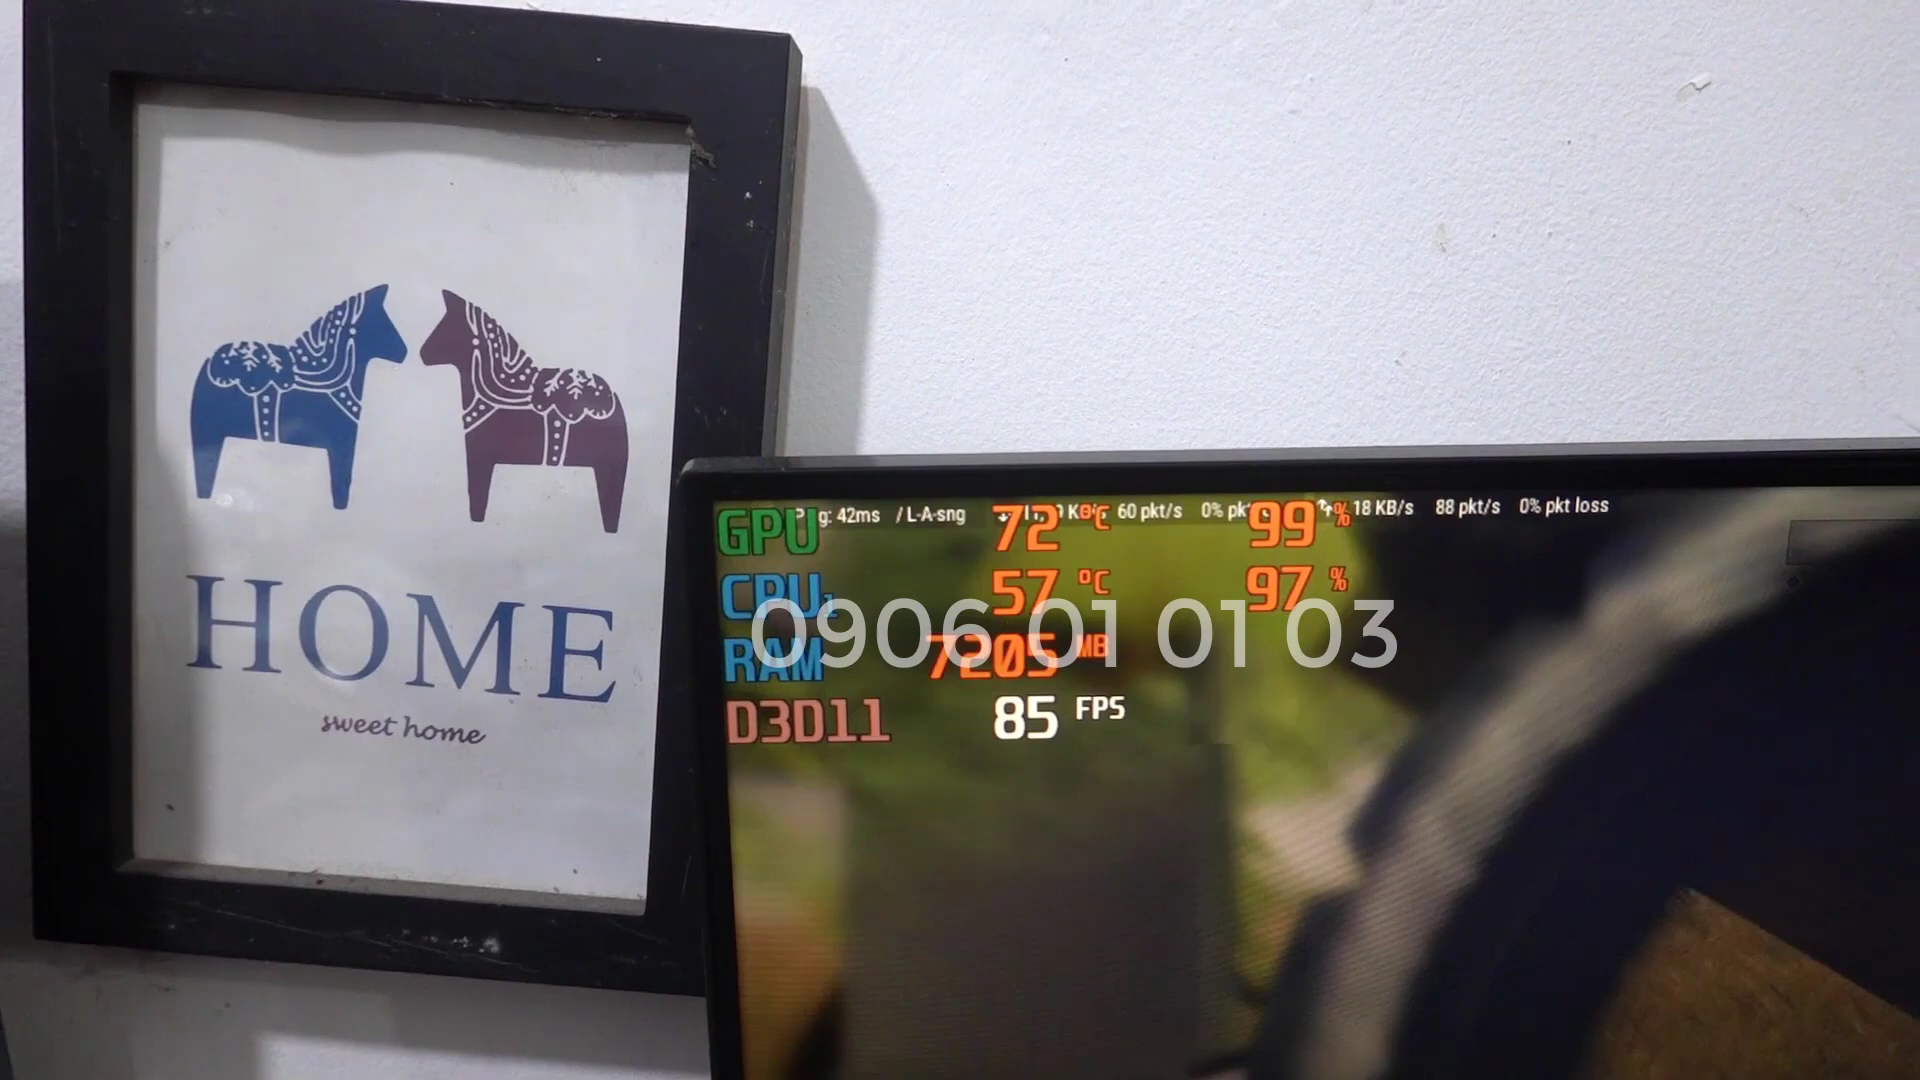 HOME
sweet home
42ms / L-A-sng 60 pkt/s 0% 18 KB/s 88 pkt/s 0% pkt loss
GPU 72 °C 99 %
CPU 57 °C 97 %
0906 01 01 03
RAM 7205 MB
D3D11 85 FPS